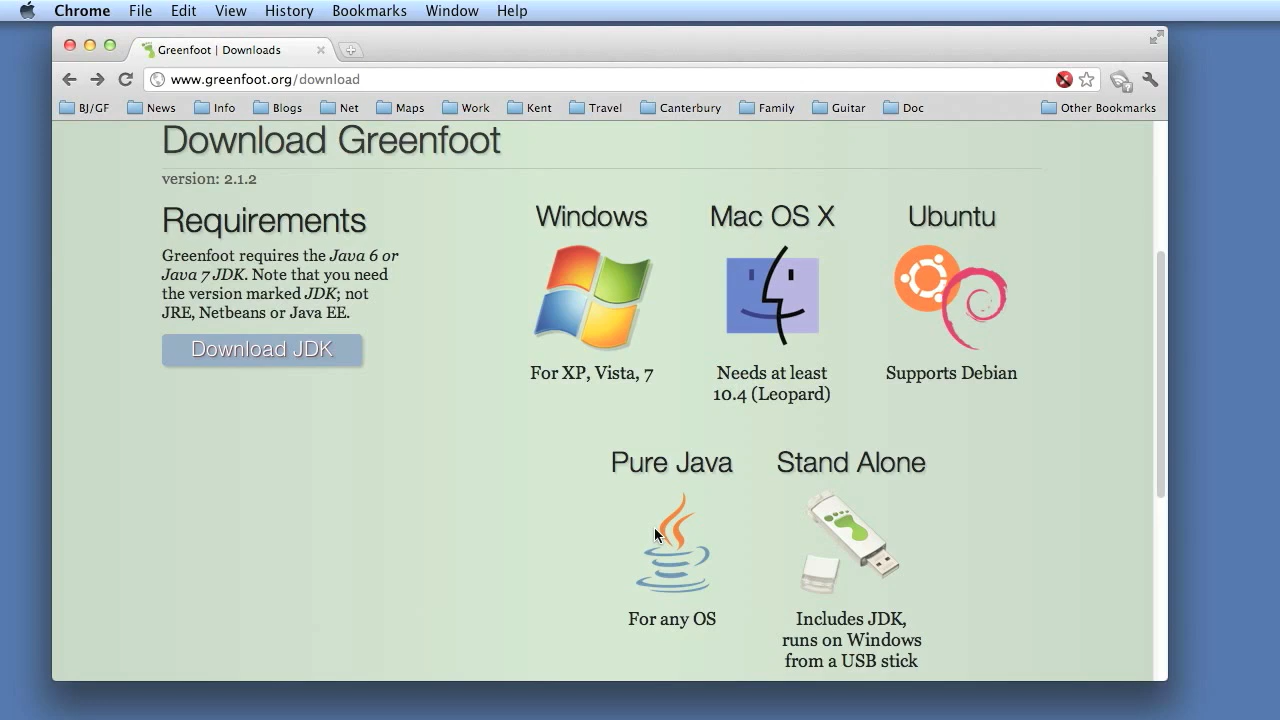 Chrome File Edit View History Bookmarks Window Help
Greenfoot | Downloads
www.greenfoot.org/download
BJ/GF News Info Blogs Net Maps Work Kent Travel Canterbury Family Guitar Doc Other Bookmarks
Download Greenfoot
version: 2.1.2
Requirements
Greenfoot requires the Java 6 or
Java 7 JDK. Note that you need
the version marked JDK; not
JRE, Netbeans or Java EE.
Download JDK
Windows
For XP, Vista, 7
Mac OS X
Needs at least
10.4 (Leopard)
Ubuntu
Supports Debian
Pure Java
For any OS
Stand Alone
Includes JDK,
runs on Windows
from a USB stick